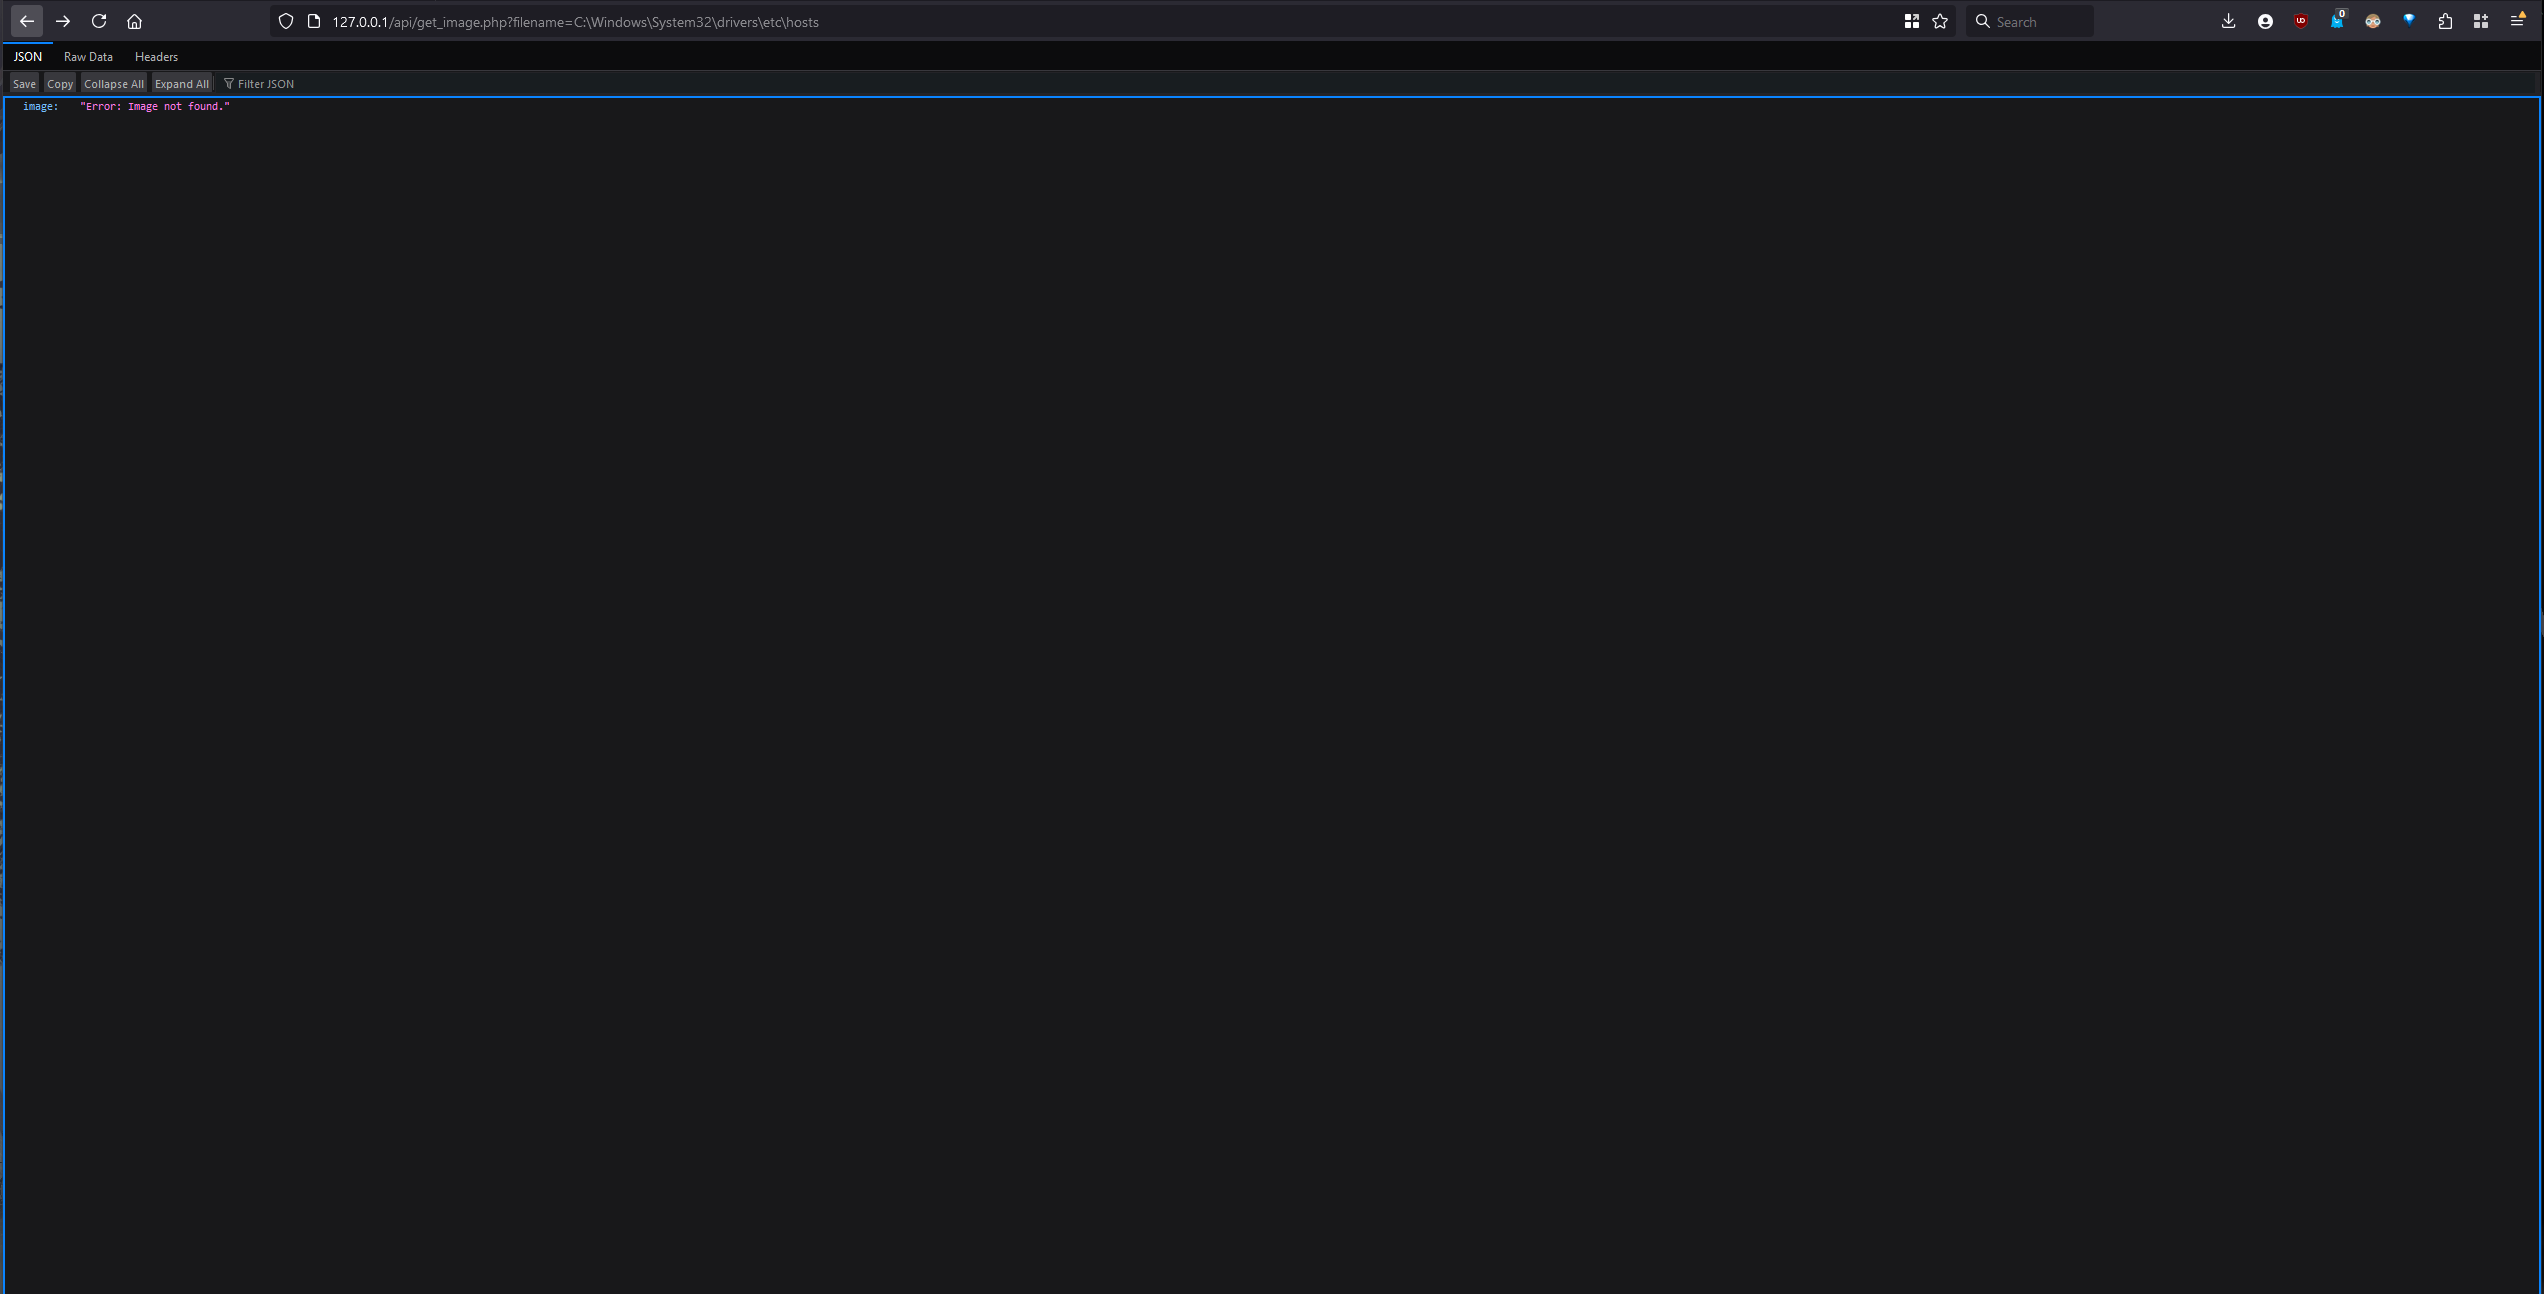 127.0.0.1/api/get_image.php?filename=C:\Windows\System32\drivers\etc\hosts
Search
0
JSON Raw Data Headers
Save Copy Collapse All Expand All Filter JSON
image: "Error: Image not found."